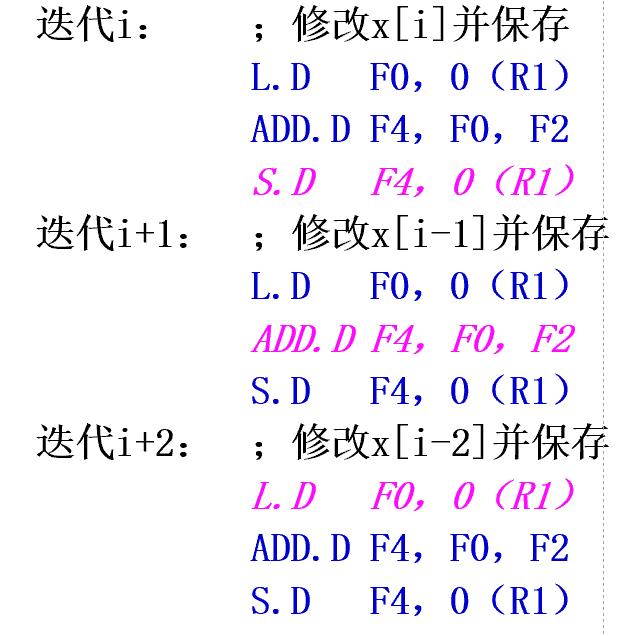 迭代i： ；修改x[i]并保存
L.D F0，0（R1）
ADD.D F4，F0，F2
S.D F4，0（R1）
迭代i+1： ；修改x[i-1]并保存
L.D F0，0（R1）
ADD.D F4，F0，F2
S.D F4，0（R1）
迭代i+2： ；修改x[i-2]并保存
L.D F0，0（R1）
ADD.D F4，F0，F2
S.D F4，0（R1）